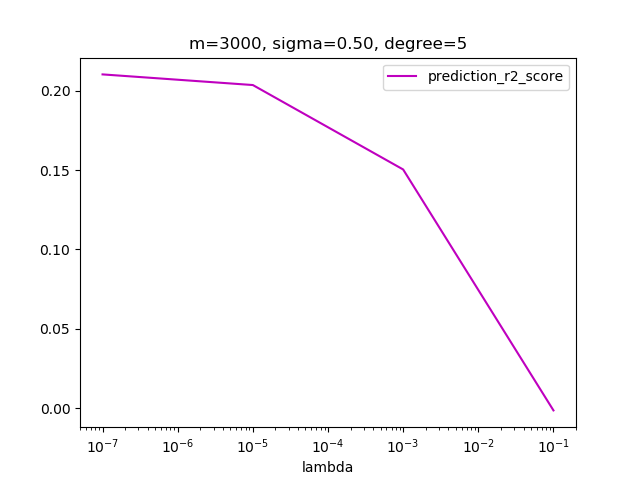 m=3000, sigma=0.50, degree=5
prediction_r2_score
0.20
0.15
0.10
0.05
0.00
10⁻⁷ 10⁻⁶ 10⁻⁵ 10⁻⁴ 10⁻³ 10⁻² 10⁻¹
lambda